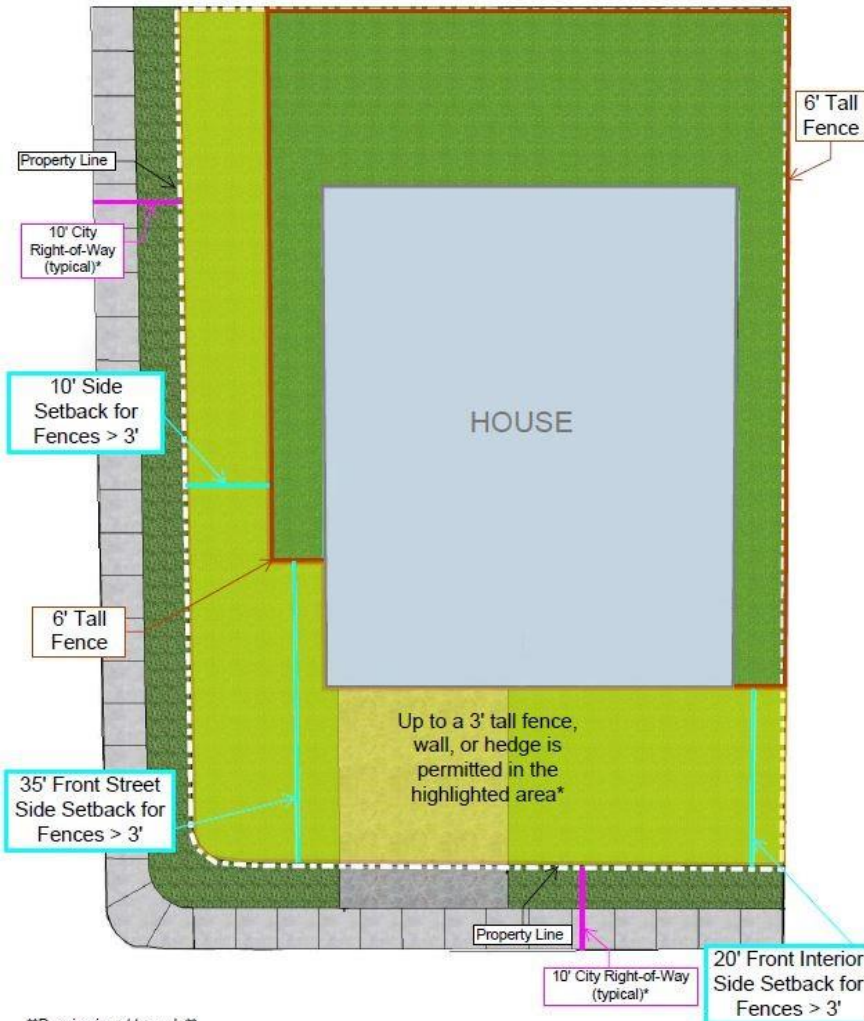 6' Tall
Fence
Property Line
10' City
Right-of-Way
(typical)*
10' Side
Setback for
Fences > 3'
HOUSE
6' Tall
Fence
Up to a 3' tall fence,
wall, or hedge is
permitted in the
highlighted area*
35' Front Street
Side Setback for
Fences > 3'
Property Line
10' City Right-of-Way
(typical)*
20' Front Interior
Side Setback for
Fences > 3'